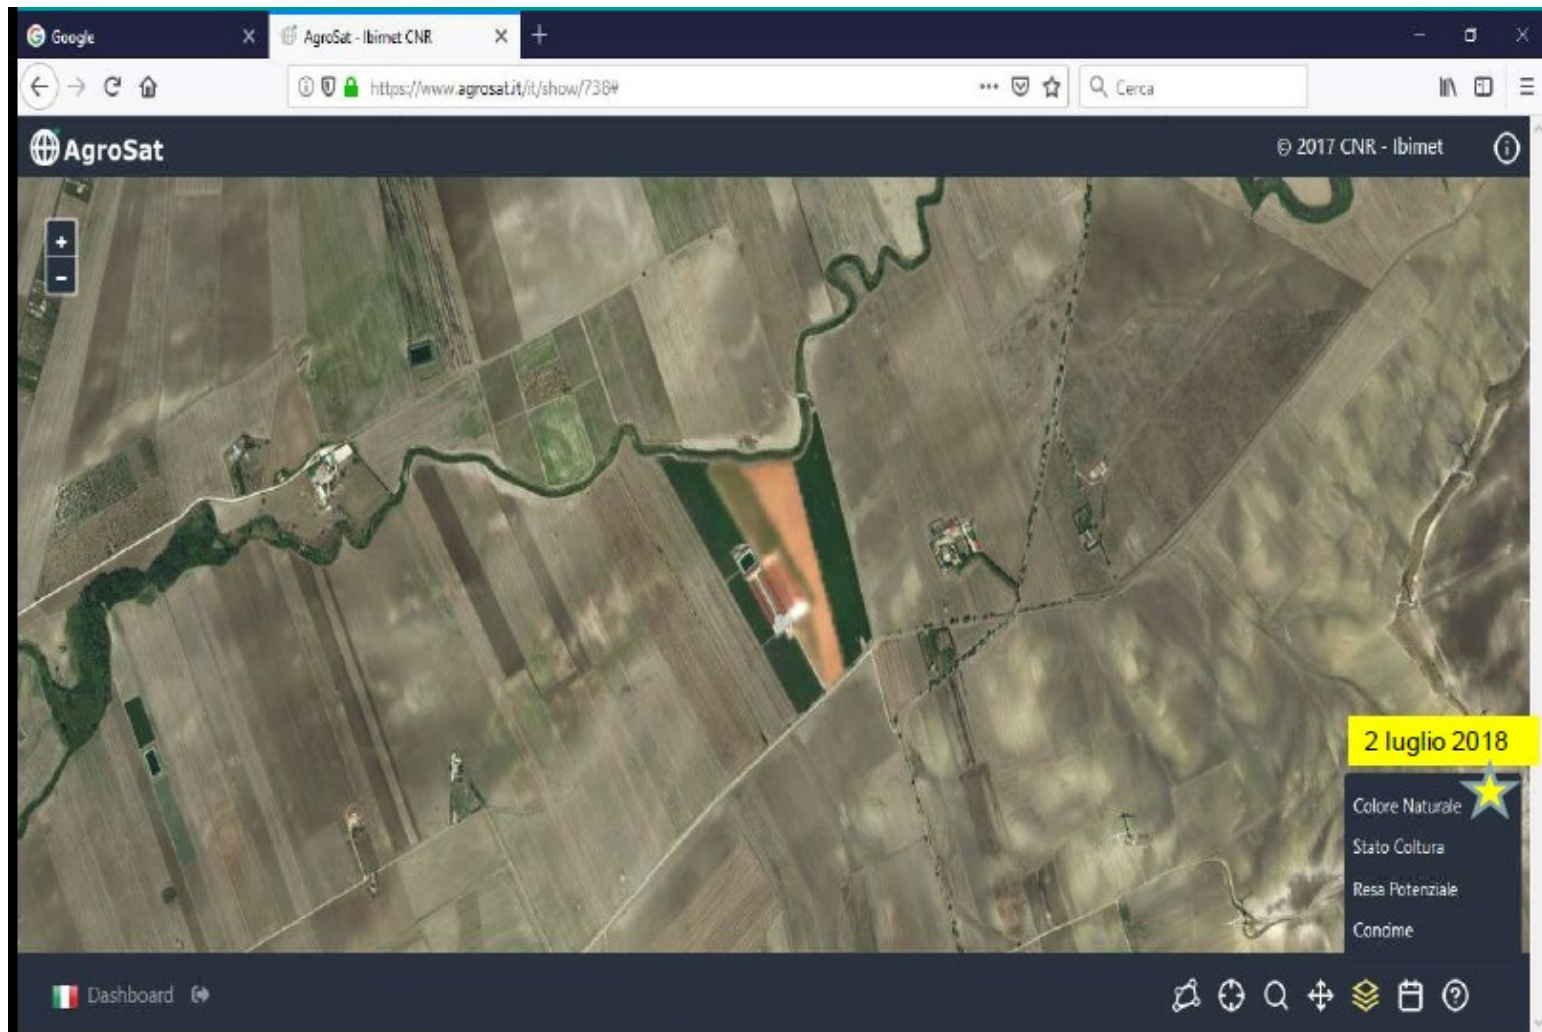 Google
AgroSat - Ibimet CNR
https://www.agrosat.it/it/show/738#
Cerca
AgroSat
© 2017 CNR - Ibimet
2 luglio 2018
Colore Naturale
Stato Coltura
Resa Potenziale
Concime
Dashboard